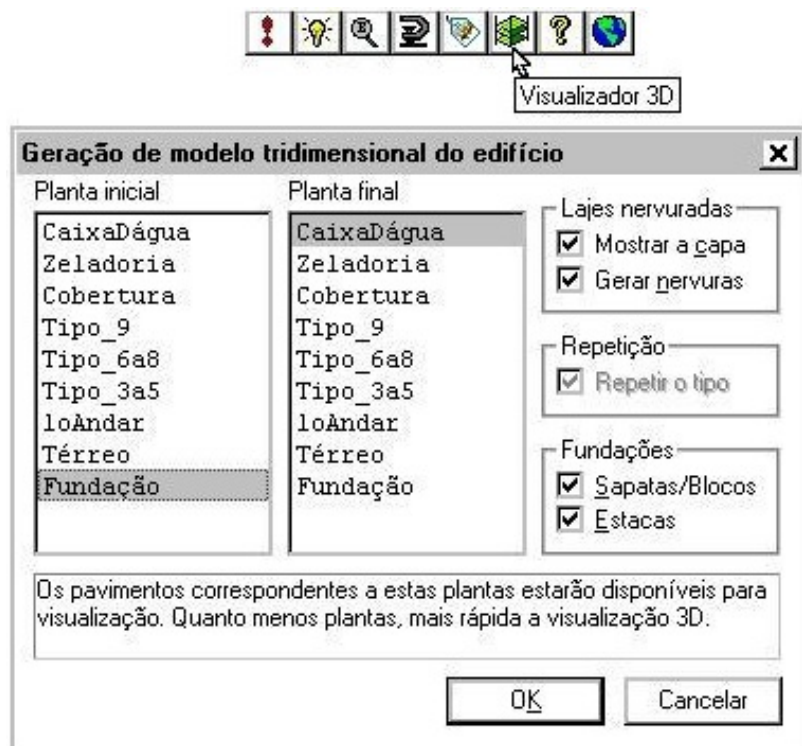 Visualizador 3D
Geração de modelo tridimensional do edifício
Planta inicial
CaixaDágua
Zeladoria
Cobertura
Tipo_9
Tipo_6a8
Tipo_3a5
1oAndar
Térreo
Fundação
Planta final
CaixaDágua
Zeladoria
Cobertura
Tipo_9
Tipo_6a8
Tipo_3a5
1oAndar
Térreo
Fundação
Lajes nervuradas
Mostrar a capa
Gerar nervuras
Repetição
Repetir o tipo
Fundações
Sapatas/Blocos
Estacas
Os pavimentos correspondentes a estas plantas estarão disponíveis para
visualização. Quanto menos plantas, mais rápida a visualização 3D.
OK
Cancelar